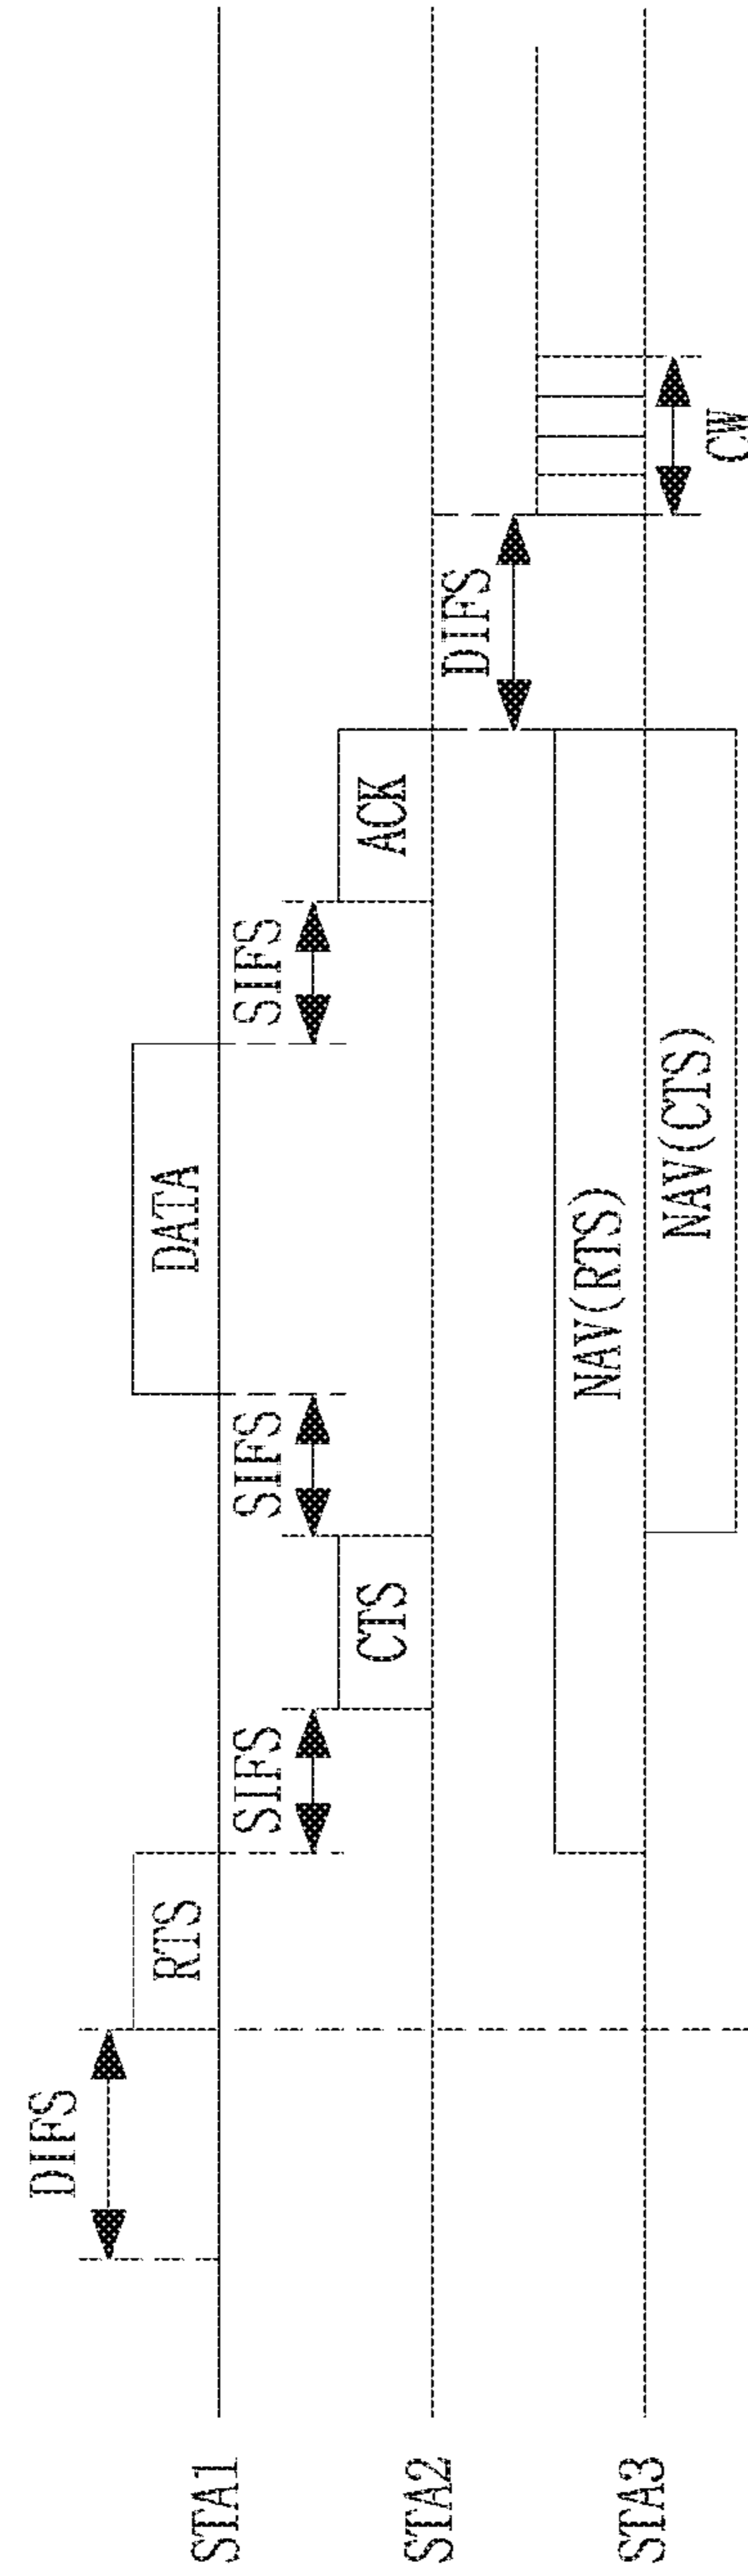 DIFS
RTS
DATA
STA1
SIFS
SIFS
SIFS
CTS
ACK
STA2
DIFS
NAV(RTS)
STA3
NAV(CTS)
CW